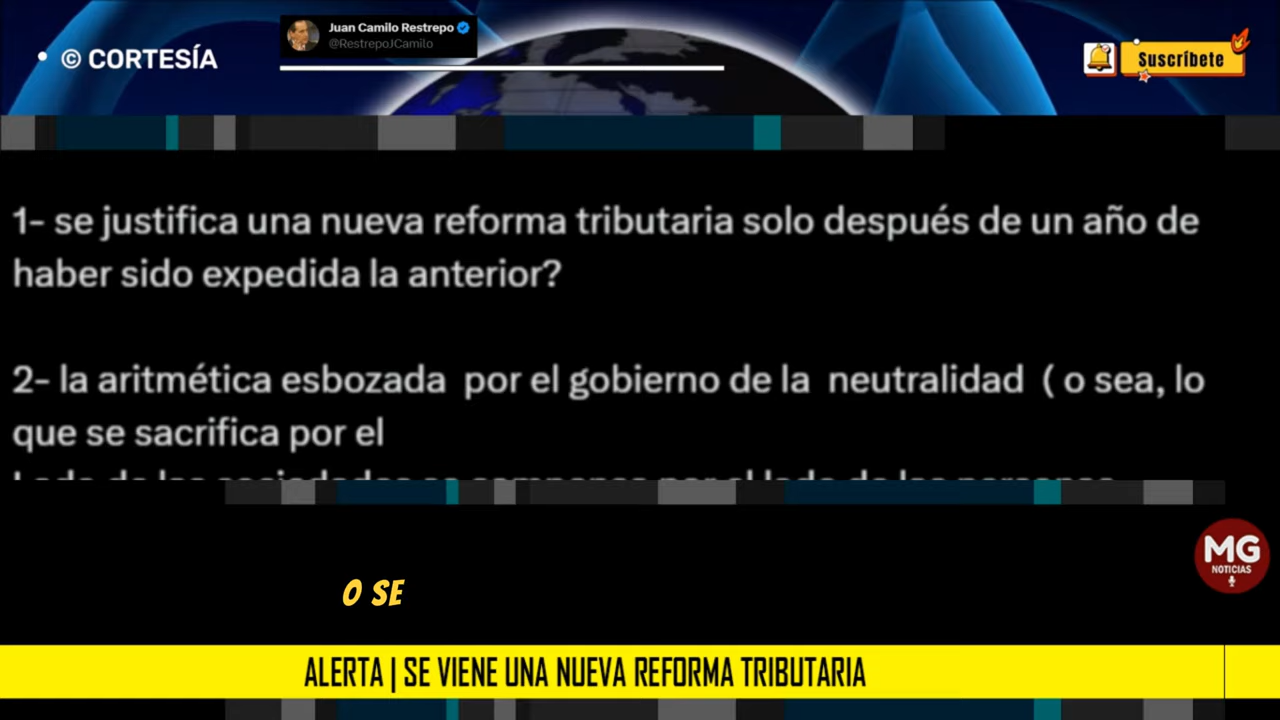 Juan Camilo Restrepo
@RestrepoJCamilo
• © CORTESÍA
Suscríbete
1- se justifica una nueva reforma tributaria solo después de un año de
haber sido expedida la anterior?
2- la aritmética esbozada por el gobierno de la neutralidad ( o sea, lo
que se sacrifica por el
MG
NOTICIAS
O SE
ALERTA | SE VIENE UNA NUEVA REFORMA TRIBUTARIA